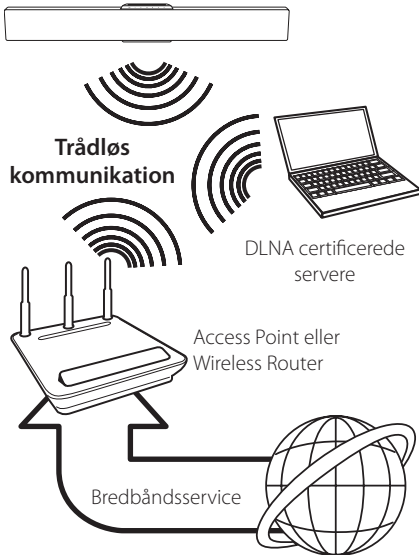 Trådløs
kommunikation
DLNA certificerede
servere
Access Point eller
Wireless Router
Bredbåndsservice